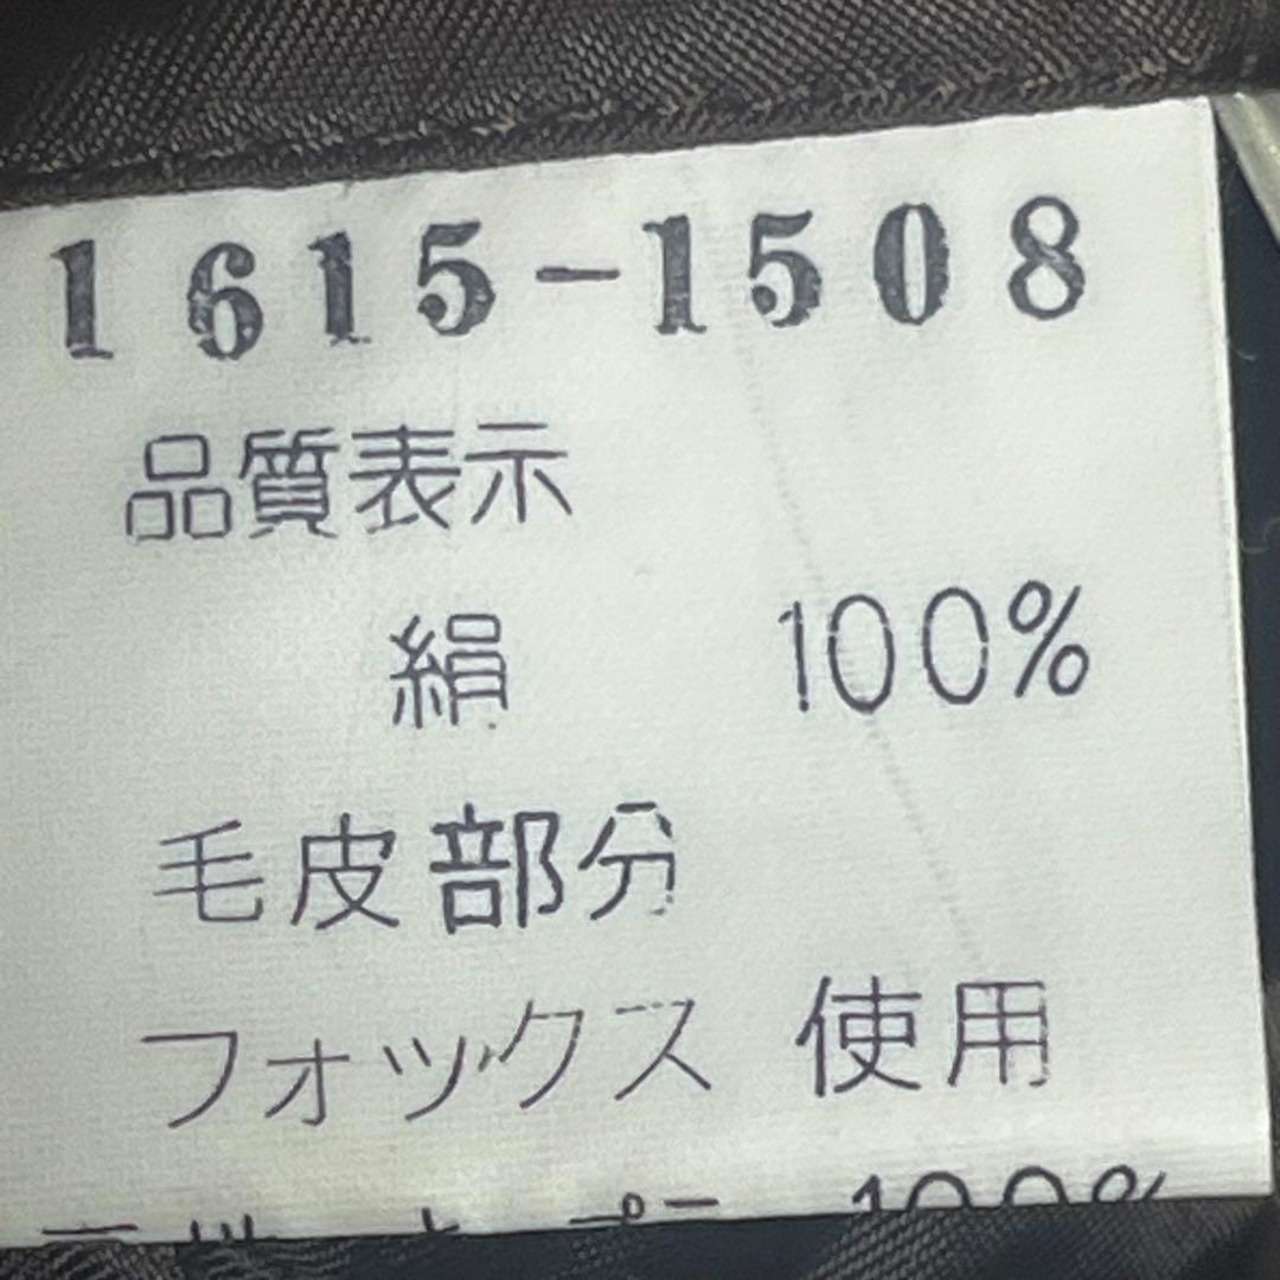 1615-1508
品質表示
絹 100%
毛皮部分
フォックス 使用
100%